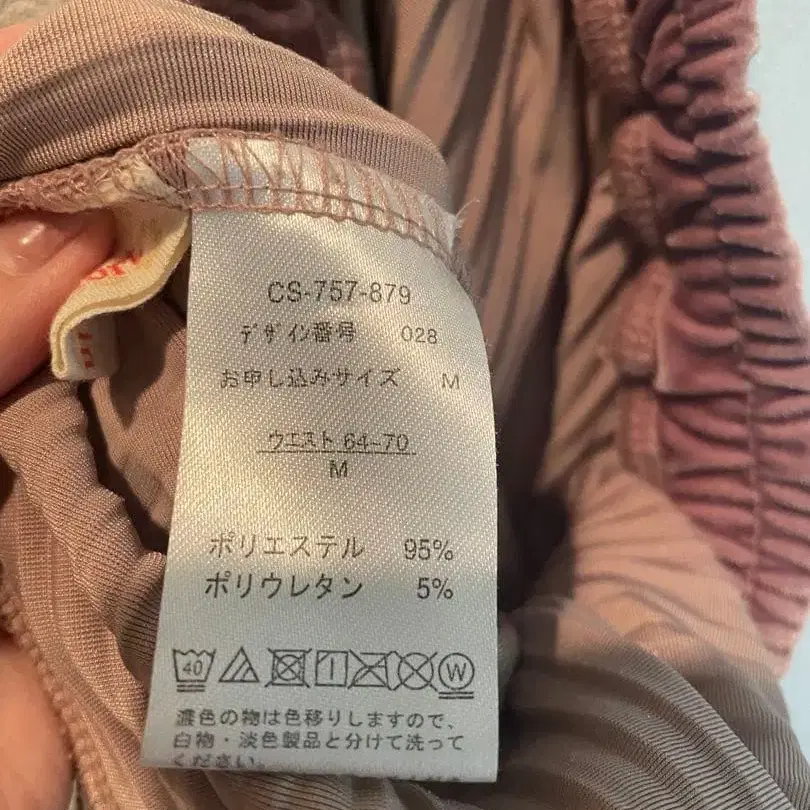 CS-757-879
デザイン番号 028
お申し込みサイズ M
ウエスト 64-70
M
ポリエステル 95%
ポリウレタン 5%
40 W
濃色の物は色移りしますので、
白物・淡色製品と分けて洗って
ください。